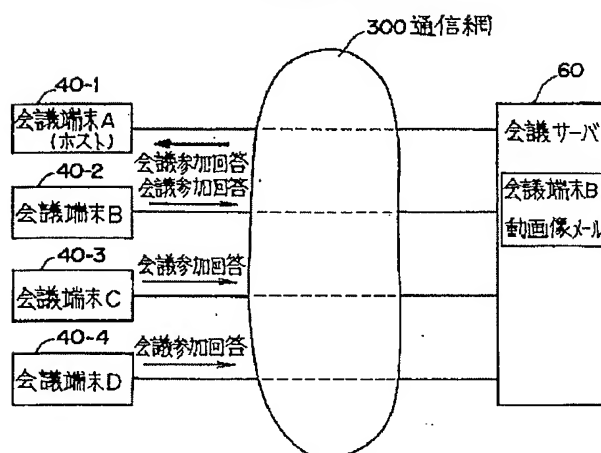 300通信網
40-1
60
会議端末A
(ホスト)
会議サーバ
会議参加回答
40-2
会議参加回答
会議端末B
会議端末B
動画像メール
40-3
会議参加回答
会議端末C
40-4
会議参加回答
会議端末D